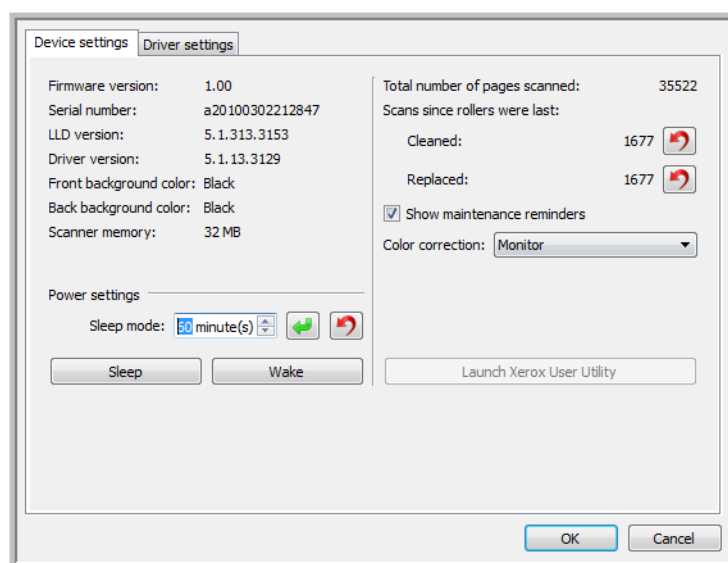 Device settings
Driver settings
Firmware version: 1.00
Serial number: a20100302212847
LLD version: 5.1.313.3153
Driver version: 5.1.13.3129
Front background color: Black
Back background color: Black
Scanner memory: 32 MB
Power settings
Sleep mode: 60 minute(s)
Sleep
Wake
Total number of pages scanned: 35522
Scans since rollers were last:
Cleaned: 1677
Replaced: 1677
Show maintenance reminders
Color correction: Monitor
Launch Xerox User Utility
OK
Cancel